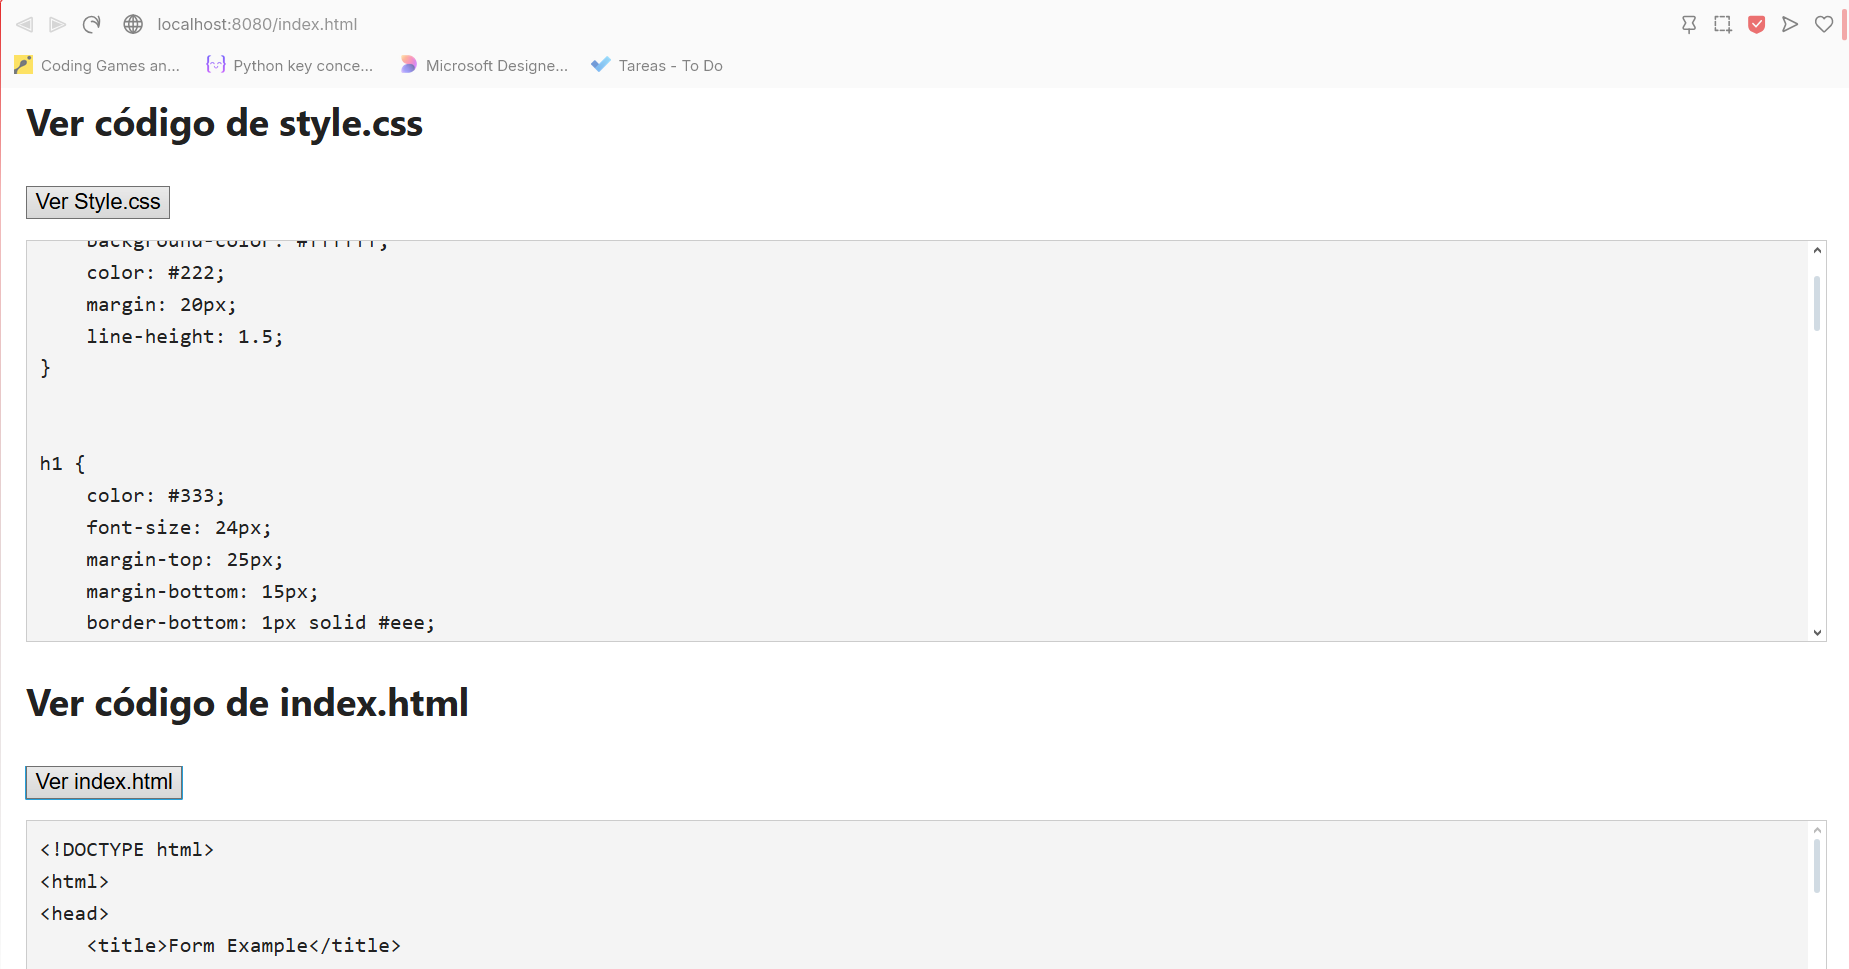 localhost:8080/index.html
Coding Games an... Python key conce... Microsoft Designe... Tareas - To Do
Ver código de style.css
Ver Style.css
background-color: #ffffff;
color: #222;
margin: 20px;
line-height: 1.5;
}
h1 {
color: #333;
font-size: 24px;
margin-top: 25px;
margin-bottom: 15px;
border-bottom: 1px solid #eee;
Ver código de index.html
Ver index.html
<!DOCTYPE html>
<html>
<head>
<title>Form Example</title>